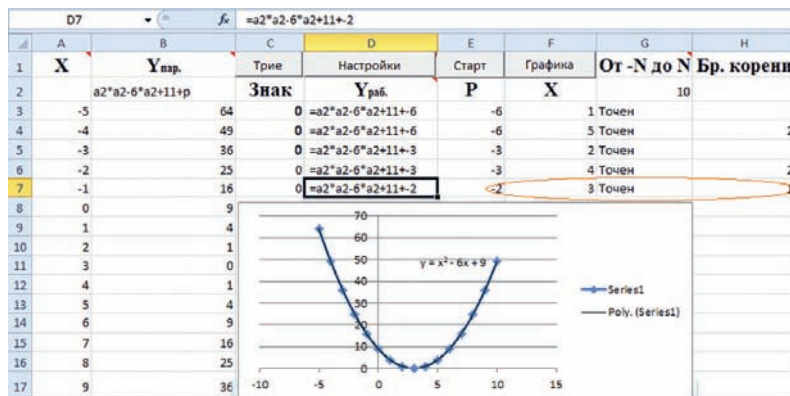 D7 fx =a2*a2-6*a2+11+-2
A B C D E F G H
1 X Yпар. Трие Настройки Старт Графика От -N до N Бр. корени
2 a2*a2-6*a2+11+p Знак Yраб. P X 10
3 -5 64 0 =a2*a2-6*a2+11+-6 -6 1 Точен
4 -4 49 0 =a2*a2-6*a2+11+-6 -6 5 Точен 2
5 -3 36 0 =a2*a2-6*a2+11+-3 -3 2 Точен
6 -2 25 0 =a2*a2-6*a2+11+-3 -3 4 Точен 2
7 -1 16 0 =a2*a2-6*a2+11+-2 -2 3 Точен
8 0 9
9 1 4
10 2 1
11 3 0
12 4 1
13 5 4
14 6 9
15 7 16
16 8 25
17 9 36
70
60
50
y = x² - 6x + 9
40
30
Series1
20
Poly. (Series1)
10
0
-10 -5 0 5 10 15